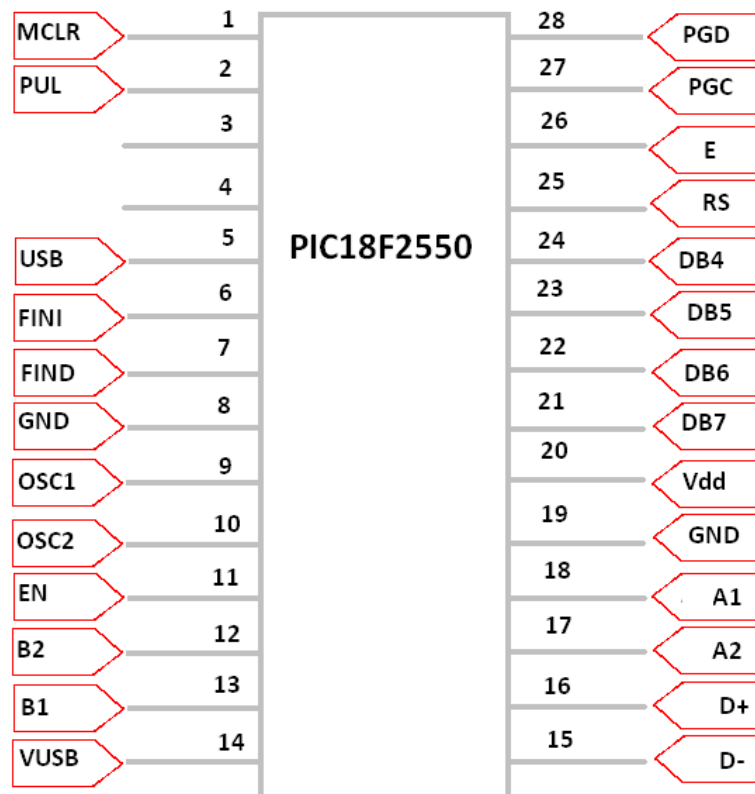 MCLR 1 28 PGD
PUL 2 27 PGC
3 26 E
4 25 RS
USB 5 PIC18F2550 24 DB4
FINI 6 23 DB5
FIND 7 22 DB6
GND 8 21 DB7
OSC1 9 20 Vdd
OSC2 10 19 GND
EN 11 18 A1
B2 12 17 A2
B1 13 16 D+
VUSB 14 15 D-